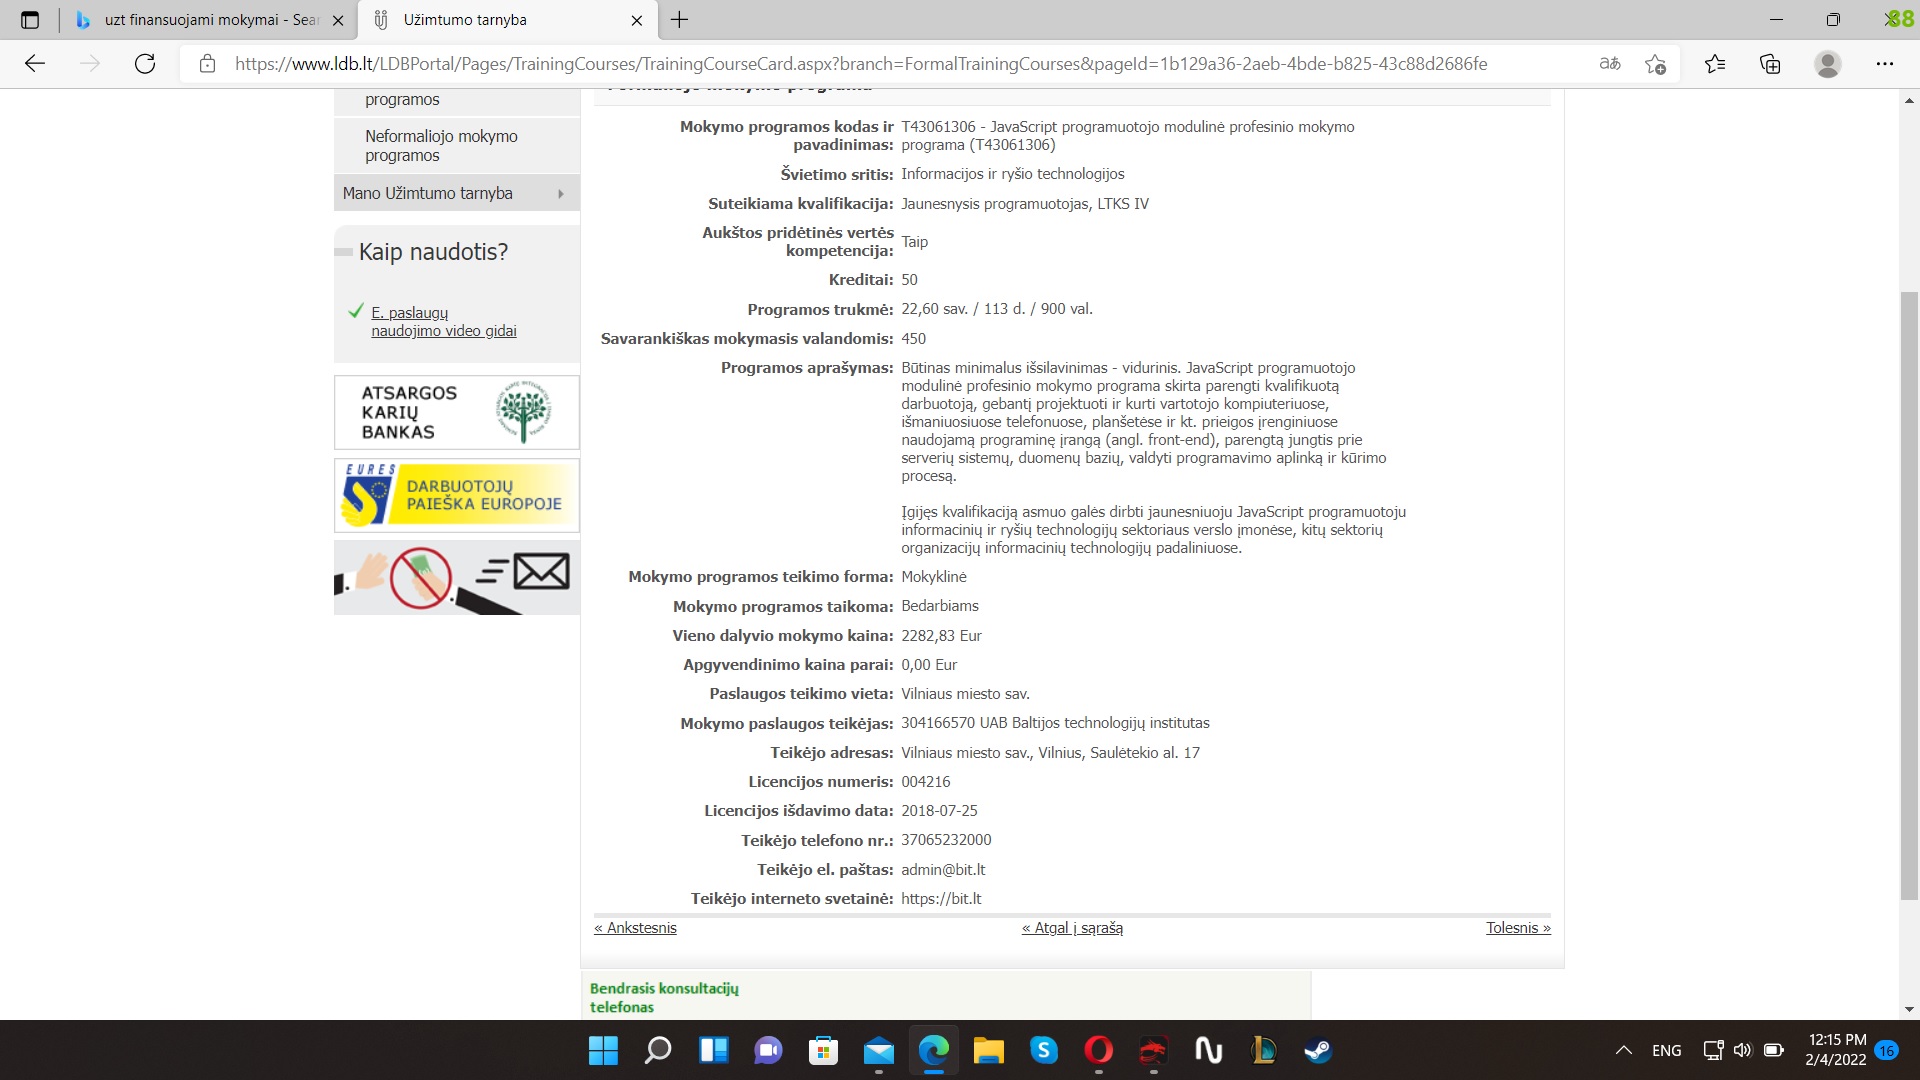 uzt finansuojami mokymai - Sear
Užimtumo tarnyba
88
https://www.ldb.lt/LDBPortal/Pages/TrainingCourses/TrainingCourseCard.aspx?branch=FormalTrainingCourses&pageId=1b129a36-2aeb-4bde-b825-43c88d2686fe
programos
Neformaliojo mokymo
programos
Mano Užimtumo tarnyba
Kaip naudotis?
E. paslaugų
naudojimo video gidai
ATSARGOS
KARIŲ
BANKAS
EURES
DARBUOTOJŲ
PAIEŠKA EUROPOJE
Mokymo programos kodas ir pavadinimas: T43061306 - JavaScript programuotojo modulinė profesinio mokymo
programa (T43061306)
Švietimo sritis: Informacijos ir ryšio technologijos
Suteikiama kvalifikacija: Jaunesnysis programuotojas, LTKS IV
Aukštos pridėtinės vertės
kompetencija: Taip
Kreditai: 50
Programos trukmė: 22,60 sav. / 113 d. / 900 val.
Savarankiškas mokymasis valandomis: 450
Programos aprašymas: Būtinas minimalus išsilavinimas - vidurinis. JavaScript programuotojo
modulinė profesinio mokymo programa skirta parengti kvalifikuotą
darbuotoją, gebantį projektuoti ir kurti vartotojo kompiuteriuose,
išmaniuosiuose telefonuose, planšetėse ir kt. prieigos įrenginiuose
naudojamą programinę įrangą (angl. front-end), parengtą jungtis prie
serverių sistemų, duomenų bazių, valdyti programavimo aplinką ir kūrimo
procesą.
Įgijęs kvalifikaciją asmuo galės dirbti jaunesniuoju JavaScript programuotoju
informacinių ir ryšių technologijų sektoriaus verslo įmonėse, kitų sektorių
organizacijų informacinių technologijų padaliniuose.
Mokymo programos teikimo forma: Mokyklinė
Mokymo programos taikoma: Bedarbiams
Vieno dalyvio mokymo kaina: 2282,83 Eur
Apgyvendinimo kaina parai: 0,00 Eur
Paslaugos teikimo vieta: Vilniaus miesto sav.
Mokymo paslaugos teikėjas: 304166570 UAB Baltijos technologijų institutas
Teikėjo adresas: Vilniaus miesto sav., Vilnius, Saulėtekio al. 17
Licencijos numeris: 004216
Licencijos išdavimo data: 2018-07-25
Teikėjo telefono nr.: 37065232000
Teikėjo el. paštas: admin@bit.lt
Teikėjo interneto svetainė: https://bit.lt
« Ankstesnis « Atgal į sąrašą Tolesnis »
Bendrasis konsultacijų
telefonas
ENG
12:15 PM
2/4/2022
16